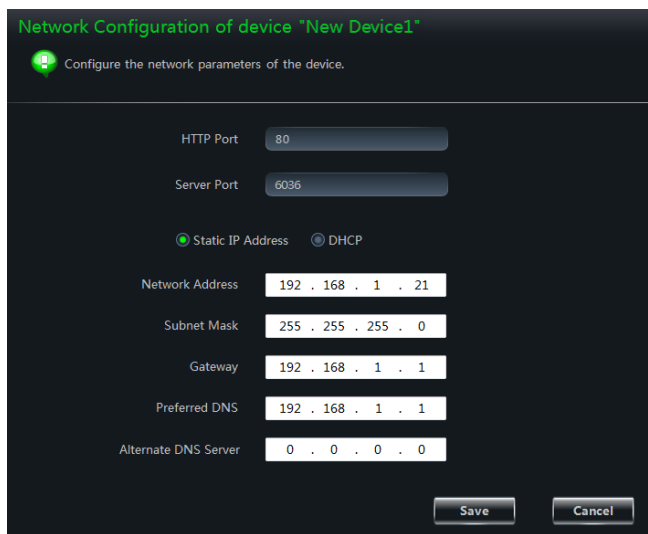 Network Configuration of device "New Device1"
Configure the network parameters of the device.
HTTP Port 80
Server Port 6036
Static IP Address DHCP
Network Address 192 . 168 . 1 . 21
Subnet Mask 255 . 255 . 255 . 0
Gateway 192 . 168 . 1 . 1
Preferred DNS 192 . 168 . 1 . 1
Alternate DNS Server 0 . 0 . 0 . 0
Save Cancel